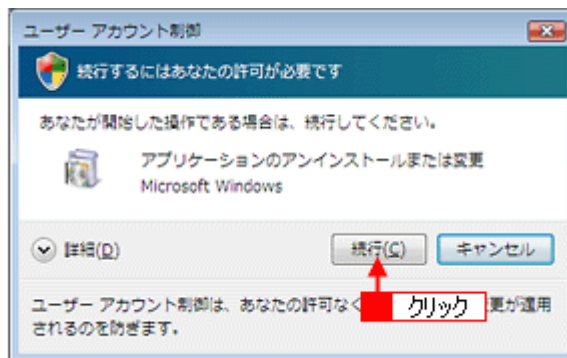 ユーザー アカウント制御
続行するにはあなたの許可が必要です
あなたが開始した操作である場合は、続行してください。
アプリケーションのアンインストールまたは変更
Microsoft Windows
詳細(D)
続行(C)
キャンセル
クリック
ユーザー アカウント制御は、あなたの許可なく 更が適用
されるのを防ぎます。